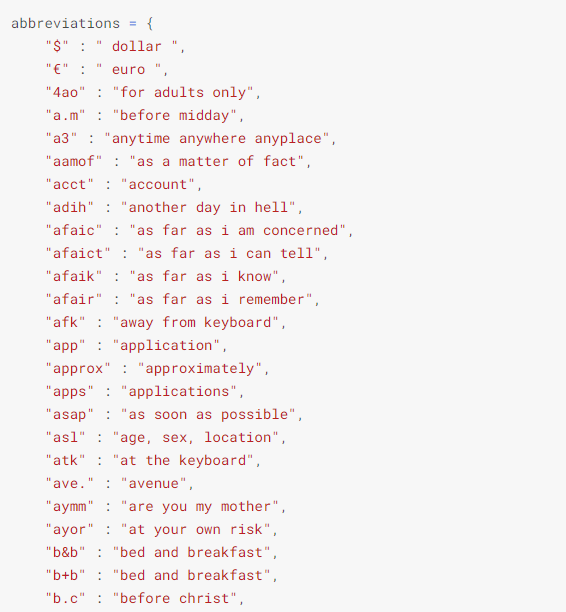 abbreviations = {
    "$" : " dollar ",
    "€" : " euro ",
    "4ao" : "for adults only",
    "a.m" : "before midday",
    "a3" : "anytime anywhere anyplace",
    "aamof" : "as a matter of fact",
    "acct" : "account",
    "adih" : "another day in hell",
    "afaic" : "as far as i am concerned",
    "afaict" : "as far as i can tell",
    "afaik" : "as far as i know",
    "afair" : "as far as i remember",
    "afk" : "away from keyboard",
    "app" : "application",
    "approx" : "approximately",
    "apps" : "applications",
    "asap" : "as soon as possible",
    "asl" : "age, sex, location",
    "atk" : "at the keyboard",
    "ave." : "avenue",
    "aymm" : "are you my mother",
    "ayor" : "at your own risk",
    "b&b" : "bed and breakfast",
    "b+b" : "bed and breakfast",
    "b.c" : "before christ",